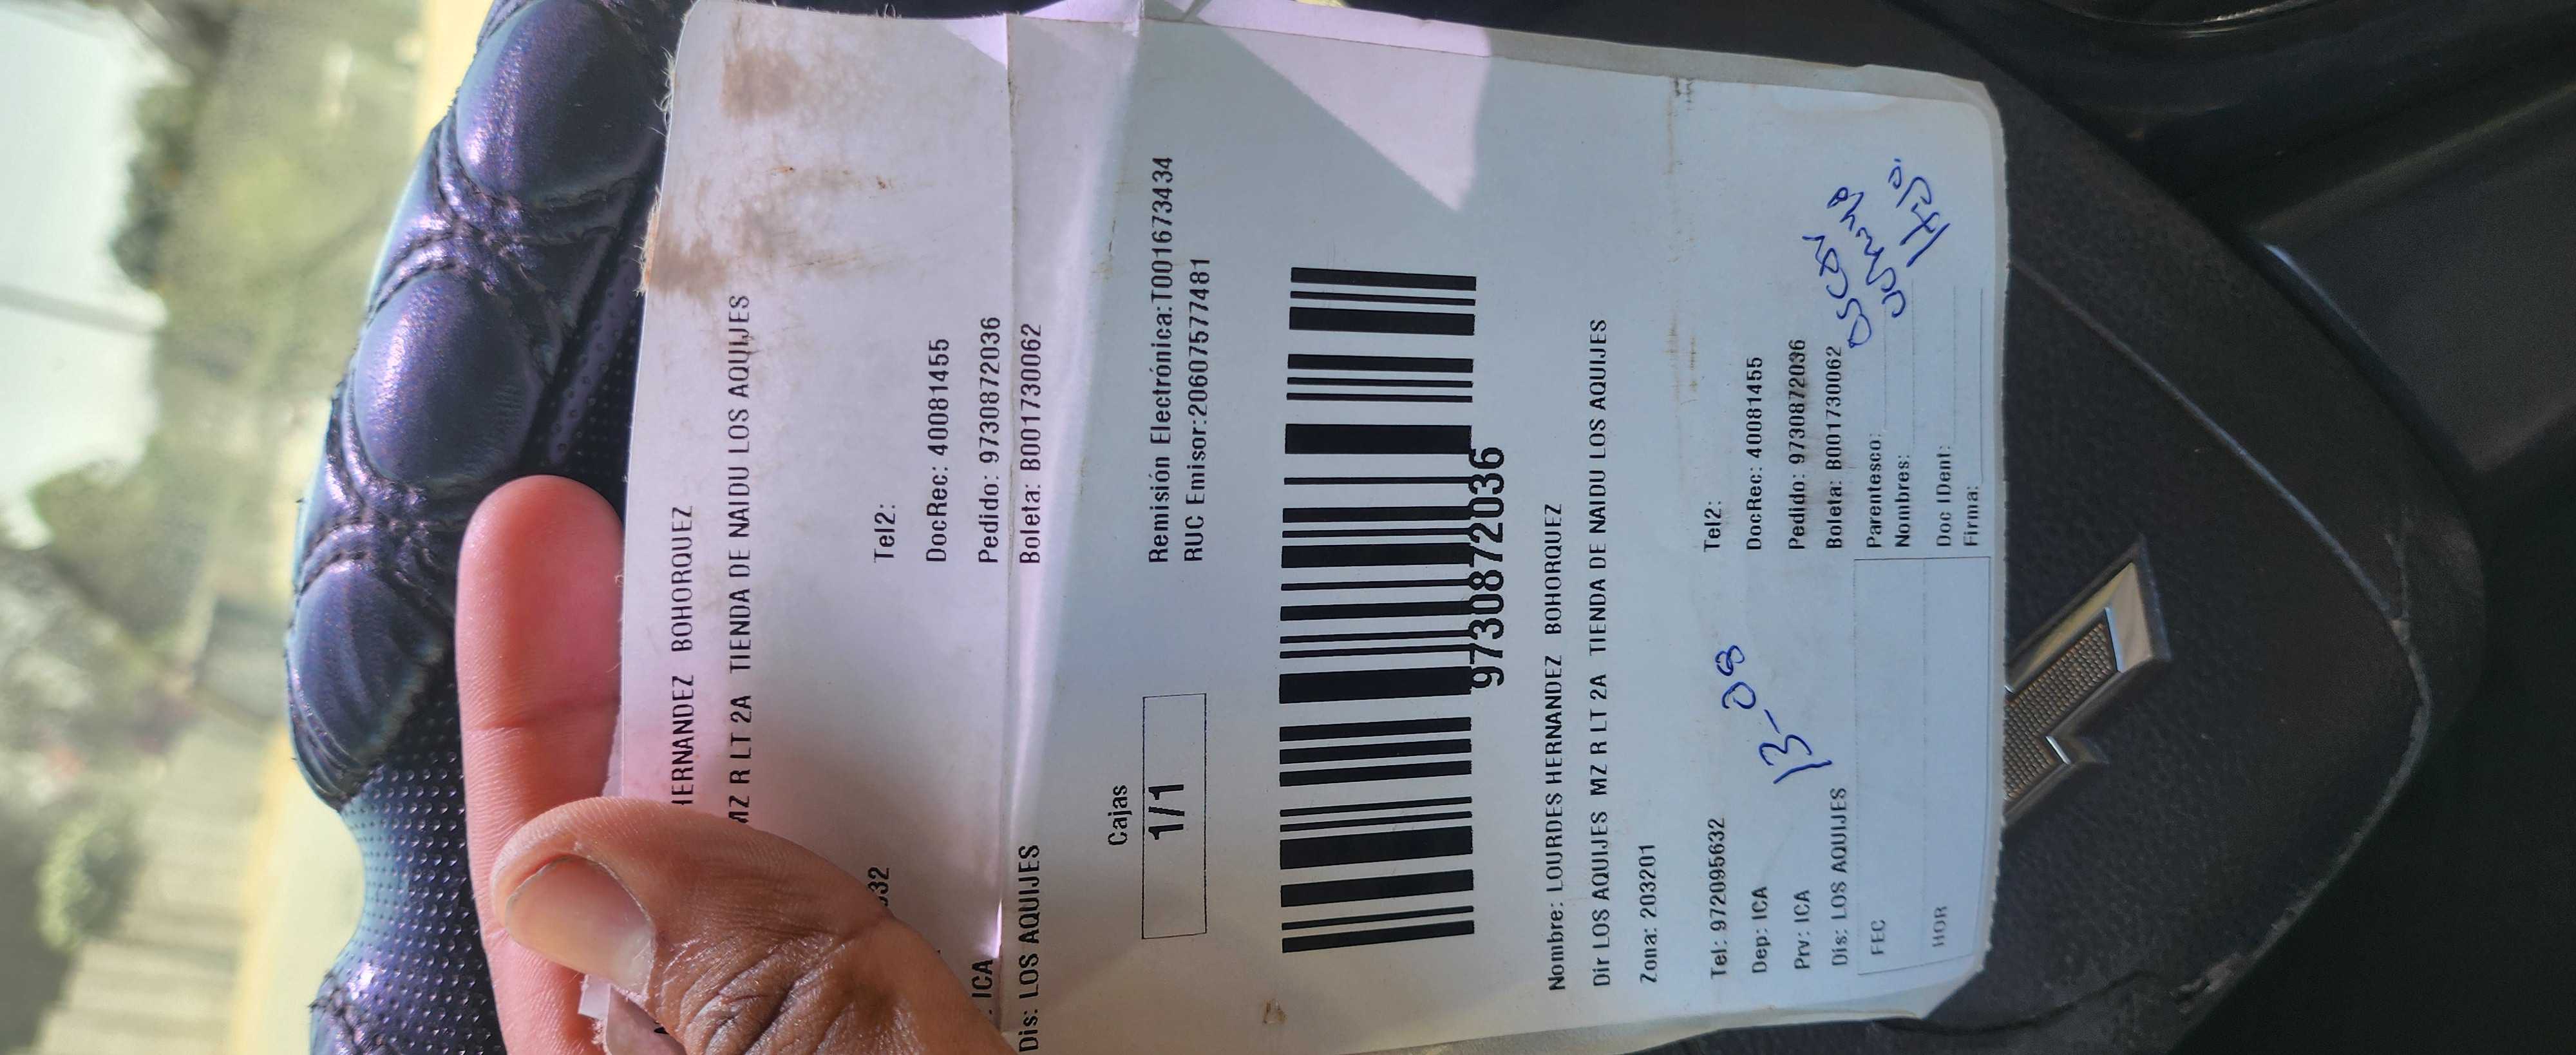 HERNANDEZ BOHORQUEZ
MZ R LT 2A TIENDA DE NAIDU LOS AQUIJES
32
Tel2:
DocRec: 40081455
ICA
Pedido: 9730872036
Dis: LOS AQUIJES
Boleta: B001730062
Cajas
1/1
Remisión Electrónica:T001673434
RUC Emisor:20607577481
9730872036
Nombre: LOURDES HERNANDEZ BOHORQUEZ
Dir LOS AQUIJES MZ R LT 2A TIENDA DE NAIDU LOS AQUIJES
Zona: 203201
Tel: 972095632
Tel2:
Dep: ICA
DocRec: 40081455
13-08
Prv: ICA
Pedido: 9730872036
Dis: LOS AQUIJES
Boleta: B001730062
FEC
HOR
Parentesco:
Nombres:
Doc IDent:
Firma:
Hijo